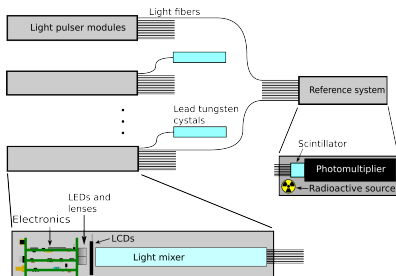 Light fibers
Light pulser modules
Reference system
Lead tungsten
cystals
Scintillator
Photomultiplier
Radioactive source
LEDs and
lenses
Electronics
LCDs
Light mixer